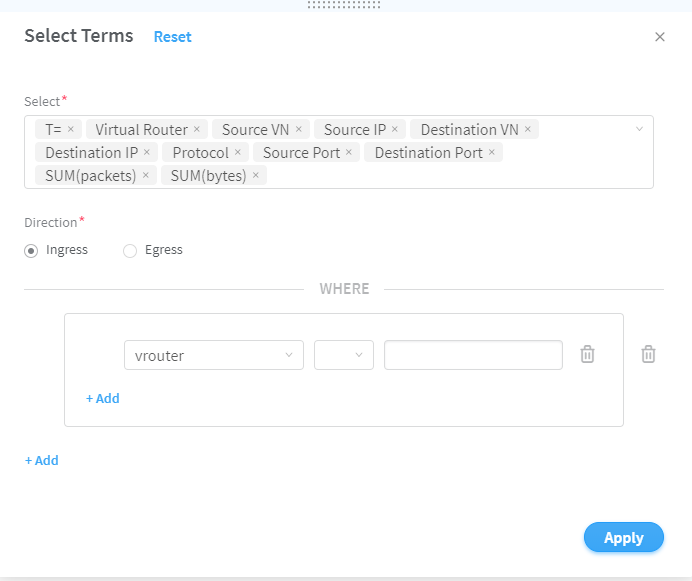 Select Terms Reset ×
Select*
T= × Virtual Router × Source VN × Source IP × Destination VN ×
Destination IP × Protocol × Source Port × Destination Port ×
SUM(packets) × SUM(bytes) ×
Direction*
Ingress Egress
WHERE
vrouter
+ Add
+ Add
Apply